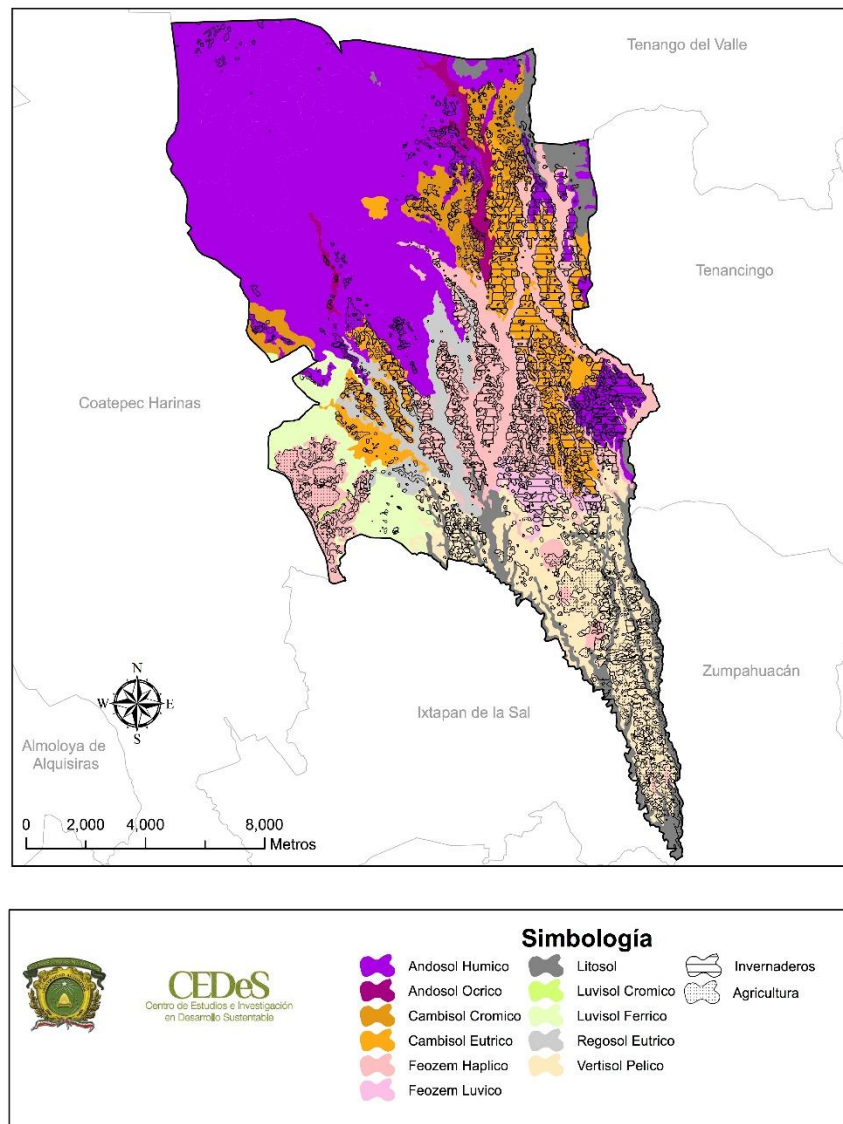 Tenango del Valle
Tenancingo
Coatepec Harinas
Zumpahuacán
Ixtapan de la Sal
Almoloya de
Alquisiras
N
W E
S
0 2,000 4,000 8,000
Metros
Simbología
CEDeS
Centro de Estudios e Investigación
en Desarrollo Sustentable
Andosol Humico
Andosol Ocrico
Cambisol Cromico
Cambisol Eutrico
Feozem Haplico
Feozem Luvico
Litosol
Luvisol Cromico
Luvisol Ferrico
Regosol Eutrico
Vertisol Pelico
Invernaderos
Agricultura